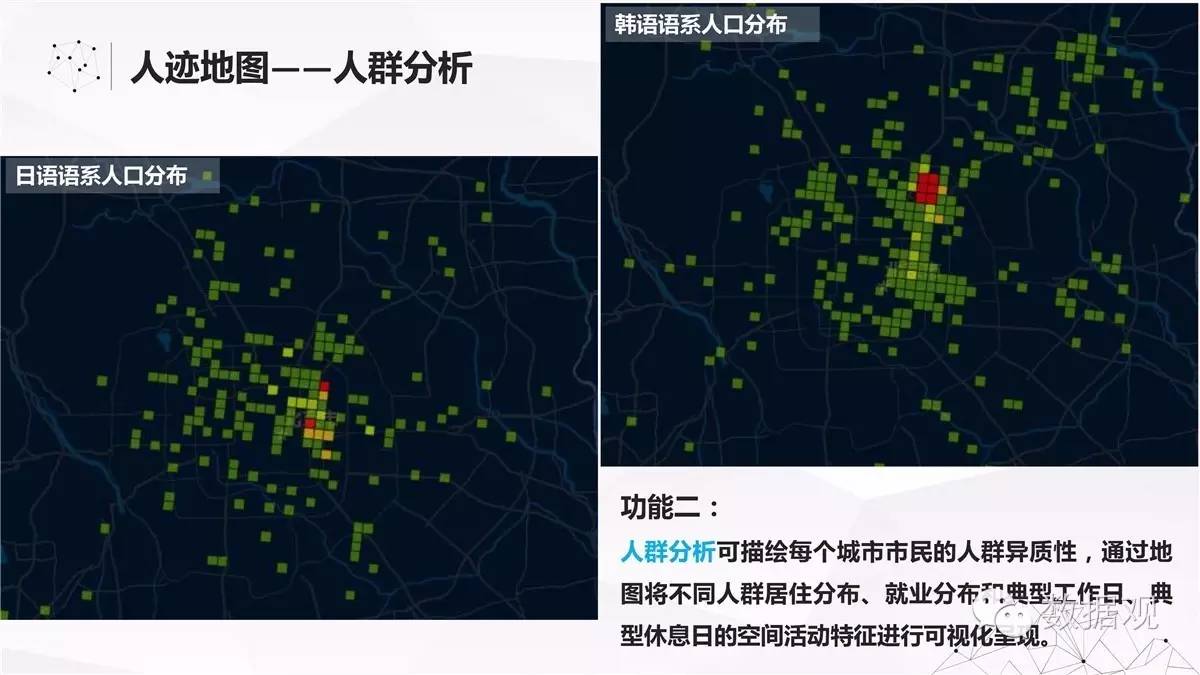 人迹地图——人群分析
日语语系人口分布
韩语语系人口分布
功能二：
人群分析可描绘每个城市市民的人群异质性，通过地
图将不同人群居住分布、就业分布和典型工作日、典
型休息日的空间活动特征进行可视化呈现。
数据观